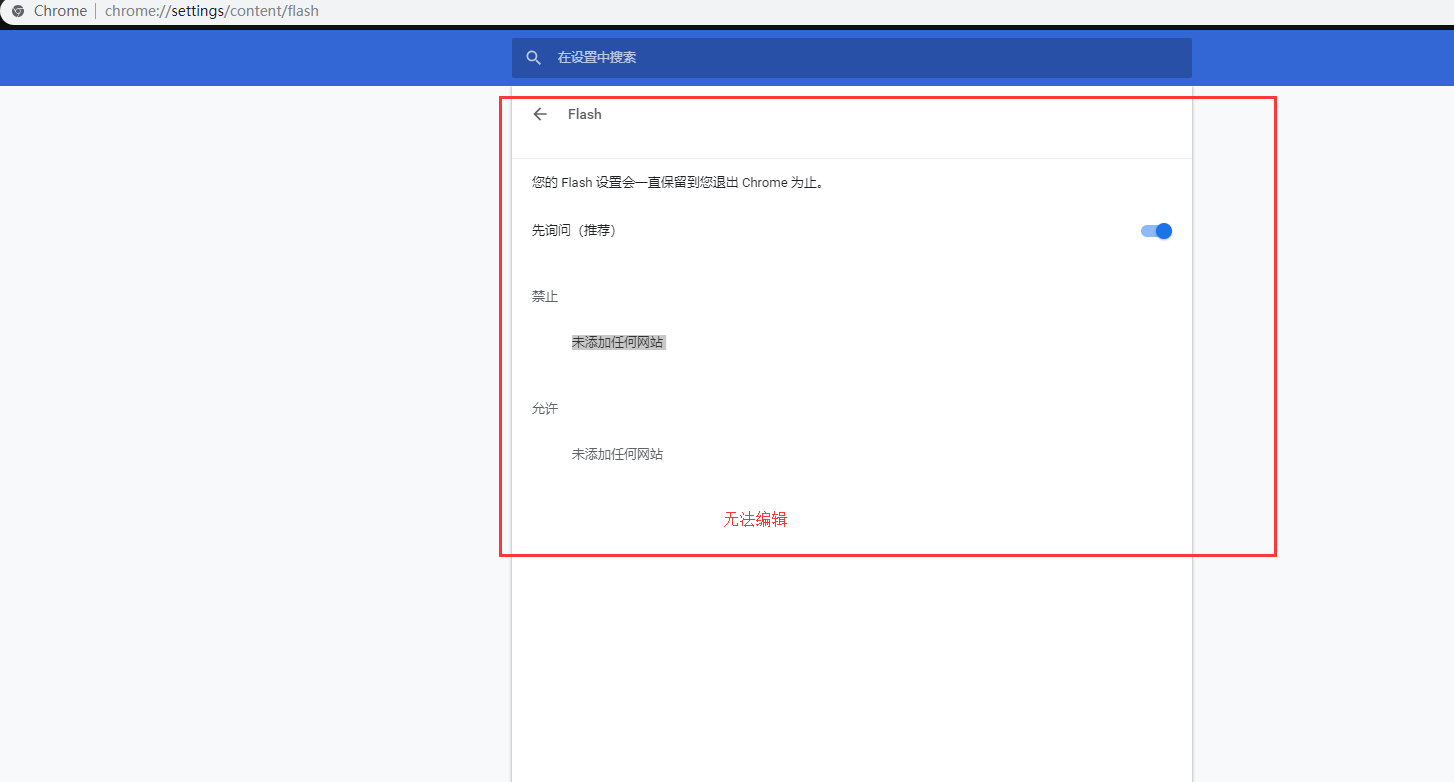 Chrome | chrome://settings/content/flash
在设置中搜索
Flash
您的 Flash 设置会一直保留到您退出 Chrome 为止。
先询问（推荐）
禁止
未添加任何网站
允许
未添加任何网站
无法编辑